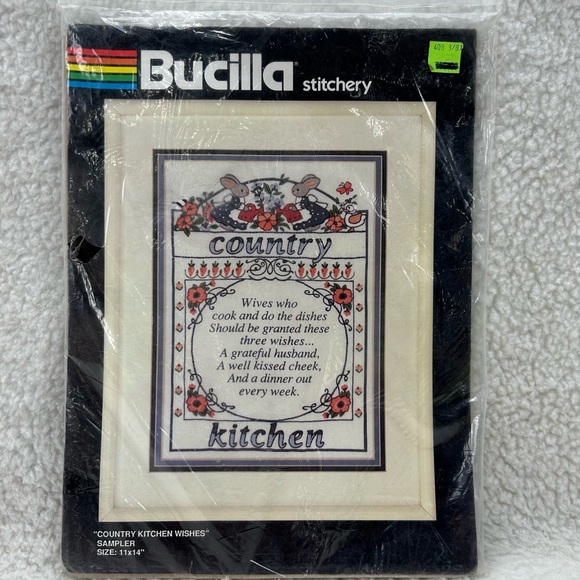 Bucilla® stitchery
country
Wives who
cook and do the dishes
Should be granted these
three wishes...
A grateful husband,
A well kissed cheek,
And a dinner out
every week.
kitchen
"COUNTRY KITCHEN WISHES"
SAMPLER
SIZE: 11x14"